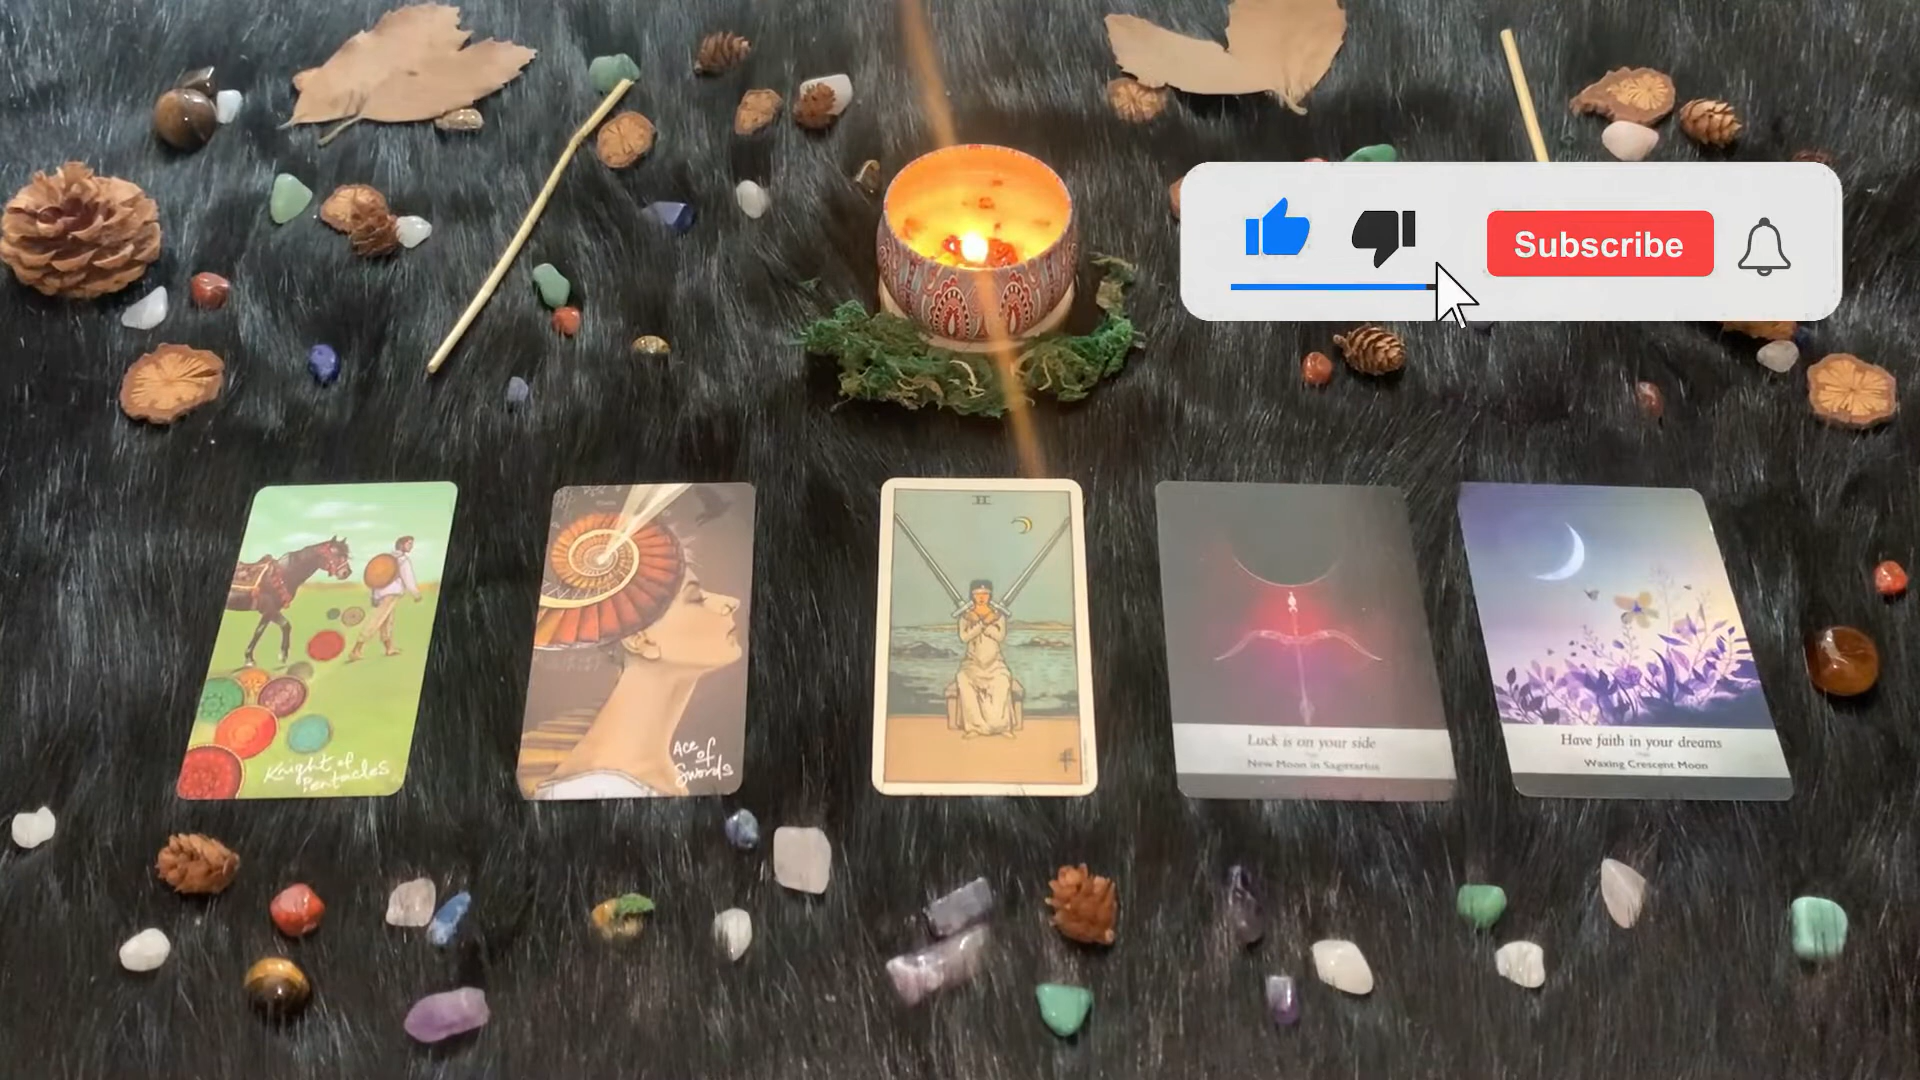 Subscribe
II
Knight of
Pentacles
Ace
of
Swords
Luck is on your side
New Moon in Sagittarius
Have faith in your dreams
Waxing Crescent Moon